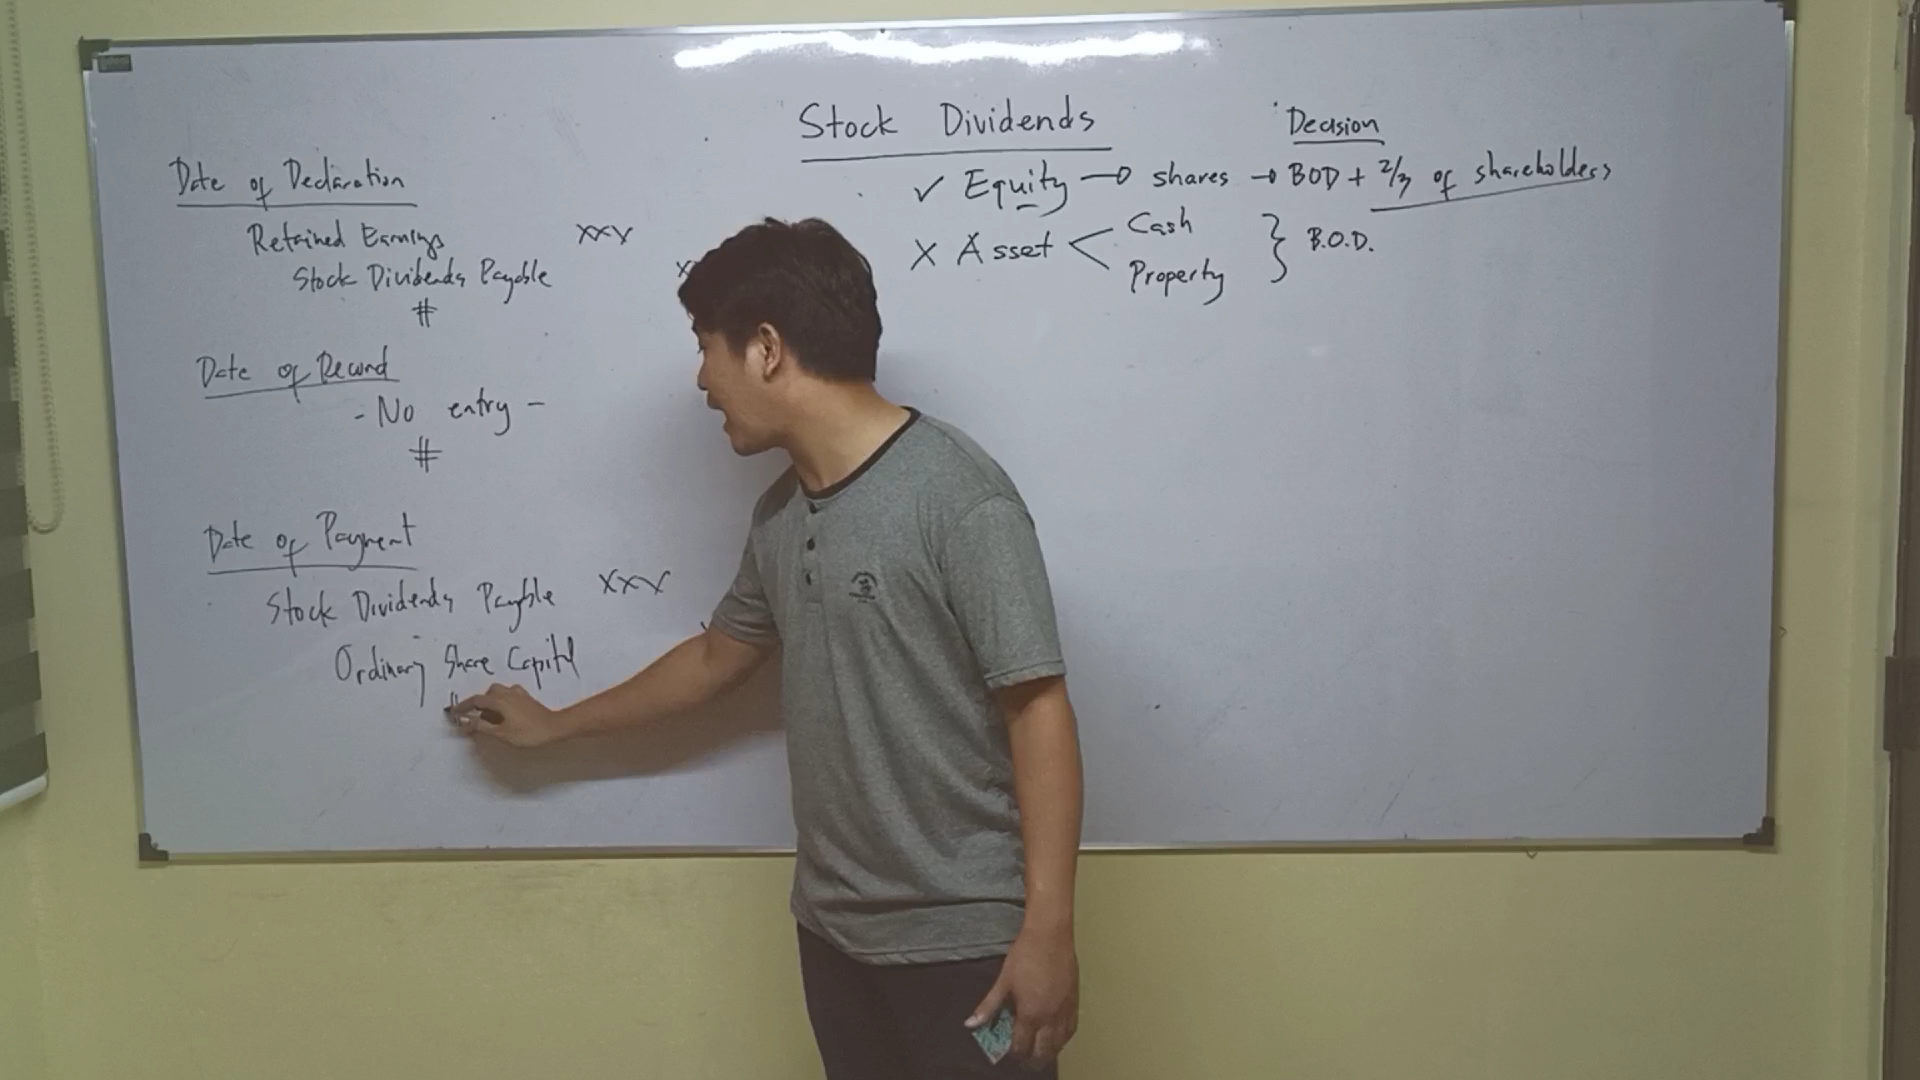 Stock Dividends
Decision
✓ Equity → shares → BOD + 2/3 of shareholders
X Asset < Cash
Property } B.O.D.
Date of Declaration
Retained Earnings xxx
Stock Dividends Payable
#
Date of Record
- No entry -
#
Date of Payment
Stock Dividends Payable xxx
Ordinary Share Capital